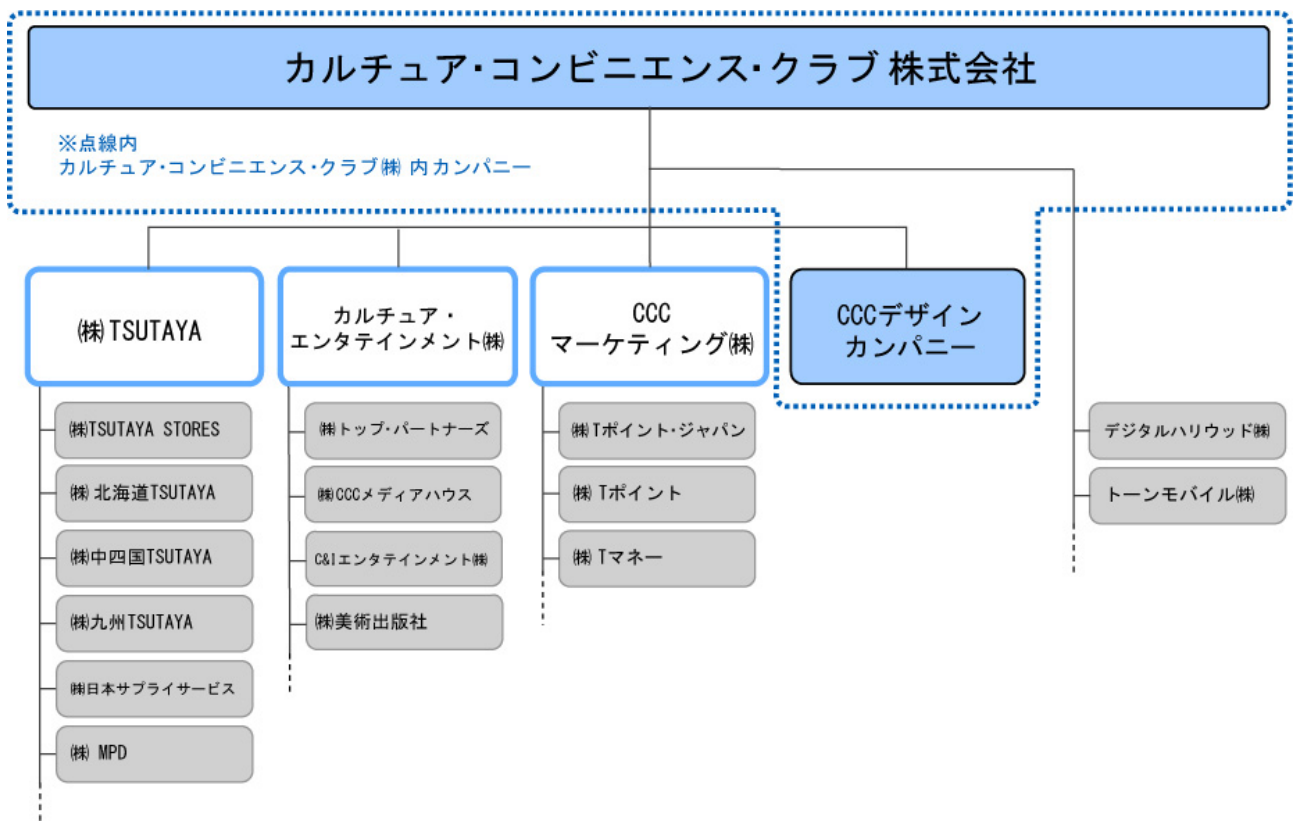 カルチュア･コンビニエンス･クラブ 株式会社
※点線内
カルチュア･コンビニエンス･クラブ㈱ 内カンパニー
㈱TSUTAYA
カルチュア・
エンタテインメント㈱
CCC
マーケティング㈱
CCCデザイン
カンパニー
㈱TSUTAYA STORES
㈱ 北海道TSUTAYA
㈱中四国TSUTAYA
㈱九州TSUTAYA
㈱日本サプライサービス
㈱ MPD
㈱トップ・パートナーズ
㈱CCCメディアハウス
C&Iエンタテインメント㈱
㈱美術出版社
㈱Tポイント･ジャパン
㈱ Tポイント
㈱ Tマネー
デジタルハリウッド㈱
トーンモバイル㈱